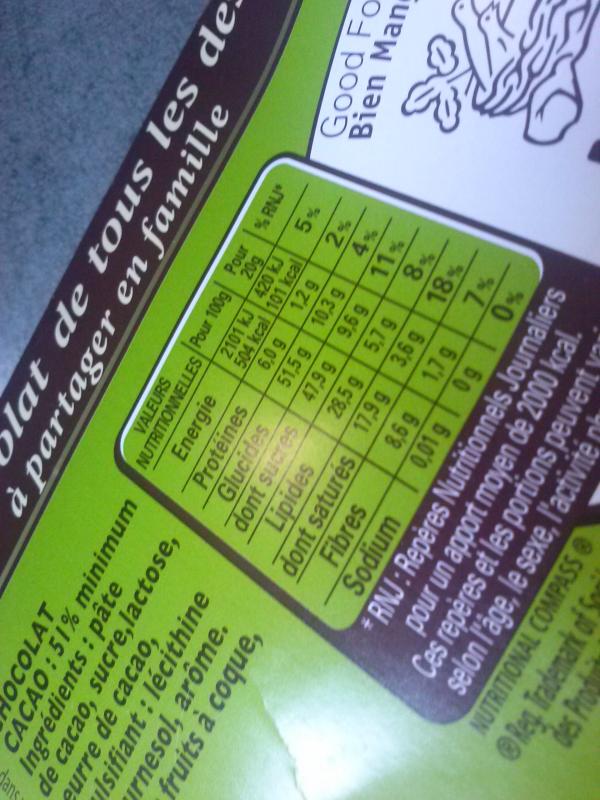 olat de tous les des
à partager en famille
Good Fo
Bien Mang
VALEURS NUTRITIONNELLES | Pour 100g | Pour 20g | % RNJ*
Energie 2101 kJ 504 kcal 420 kJ 101 kcal 5%
Protéines 6,0 g 1,2 g 2%
Glucides 51,5 g 10,3 g 4%
dont sucres 47,9 g 9,6 g 11%
Lipides 28,5 g 5,7 g 8%
dont saturés 17,9 g 3,6 g 18%
Fibres 8,6 g 1,7 g 7%
Sodium 0,01 g 0 g 0%
* RNJ : Repères Nutritionnels Journaliers
pour un apport moyen de 2000 kcal.
Ces repères et les portions peuvent vari
selon l'âge, le sexe, l'activité ph
NUTRITIONAL COMPASS ®
® Reg. Trademark of Soci
des Produits
HOCOLAT
CACAO : 51% minimum
Ingrédients : pâte
de cacao, sucre, lactose,
eurre de cacao,
ulsifiant : lécithine
urnesol, arôme.
fruits à coque,
dans